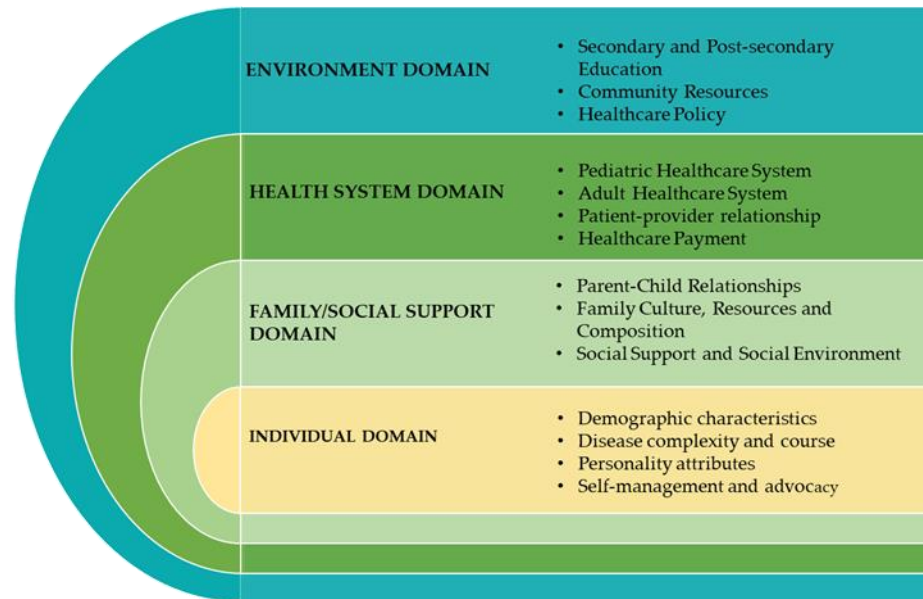 ENVIRONMENT DOMAIN
• Secondary and Post-secondary
Education
• Community Resources
• Healthcare Policy
HEALTH SYSTEM DOMAIN
• Pediatric Healthcare System
• Adult Healthcare System
• Patient-provider relationship
• Healthcare Payment
FAMILY/SOCIAL SUPPORT
DOMAIN
• Parent-Child Relationships
• Family Culture, Resources and
Composition
• Social Support and Social Environment
INDIVIDUAL DOMAIN
• Demographic characteristics
• Disease complexity and course
• Personality attributes
• Self-management and advocacy